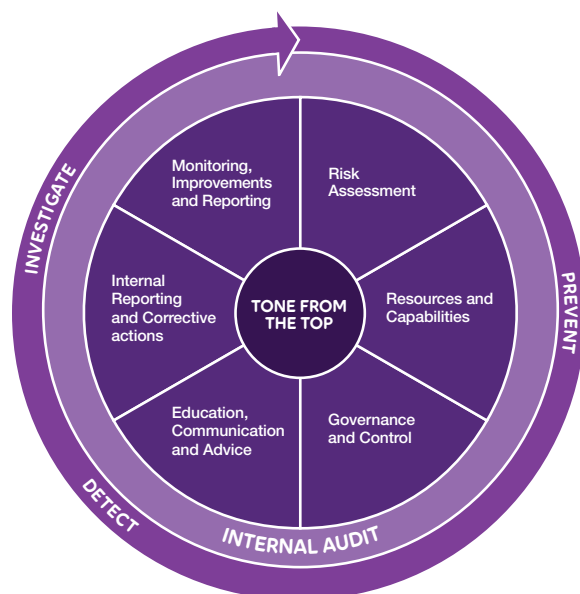 Monitoring,
Improvements
and Reporting
Risk
Assessment
Internal
Reporting
and Corrective
actions
TONE FROM
THE TOP
Resources and
Capabilities
Education,
Communication
and Advice
Governance
and Control
INVESTIGATE
PREVENT
DETECT
INTERNAL AUDIT